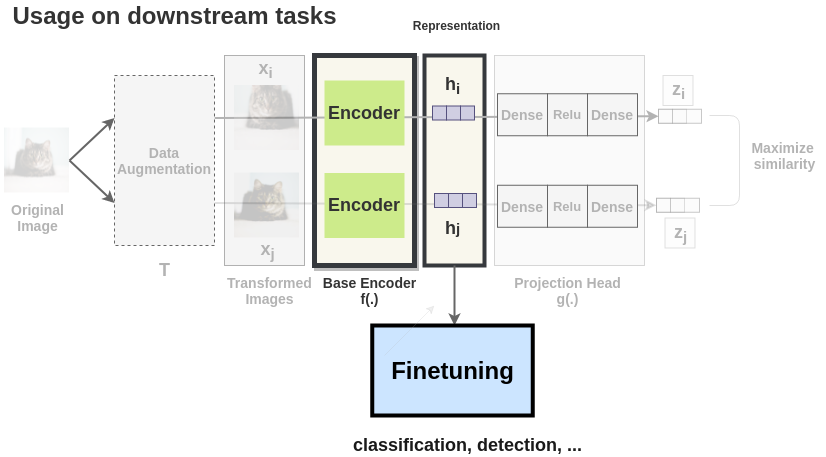 Usage on downstream tasks
Representation
Original
Image
Data
Augmentation
T
xi
xj
Transformed
Images
Encoder
Encoder
Base Encoder
f(.)
hi
hj
Dense
Relu
Dense
Dense
Relu
Dense
Projection Head
g(.)
zi
zj
Maximize
similarity
Finetuning
classification, detection, ...